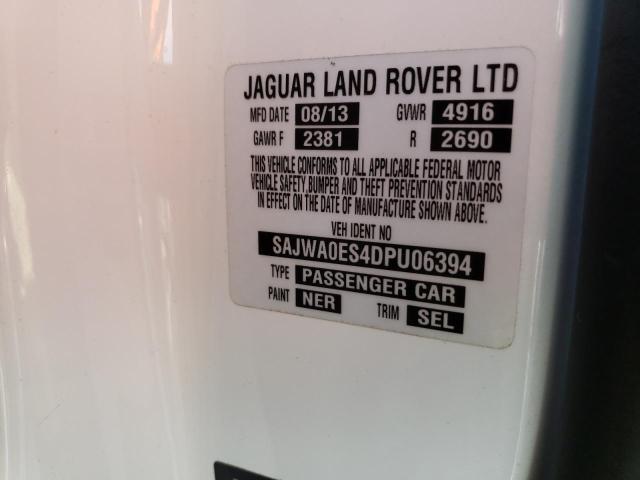 JAGUAR LAND ROVER LTD
MFD DATE 08/13 GVWR 4916
GAWR F 2381 R 2690
THIS VEHICLE CONFORMS TO ALL APPLICABLE FEDERAL MOTOR
VEHICLE SAFETY, BUMPER AND THEFT PREVENTION STANDARDS
IN EFFECT ON THE DATE OF MANUFACTURE SHOWN ABOVE.
VEH IDENT NO
SAJWA0ES4DPU06394
TYPE PASSENGER CAR
PAINT NER TRIM SEL